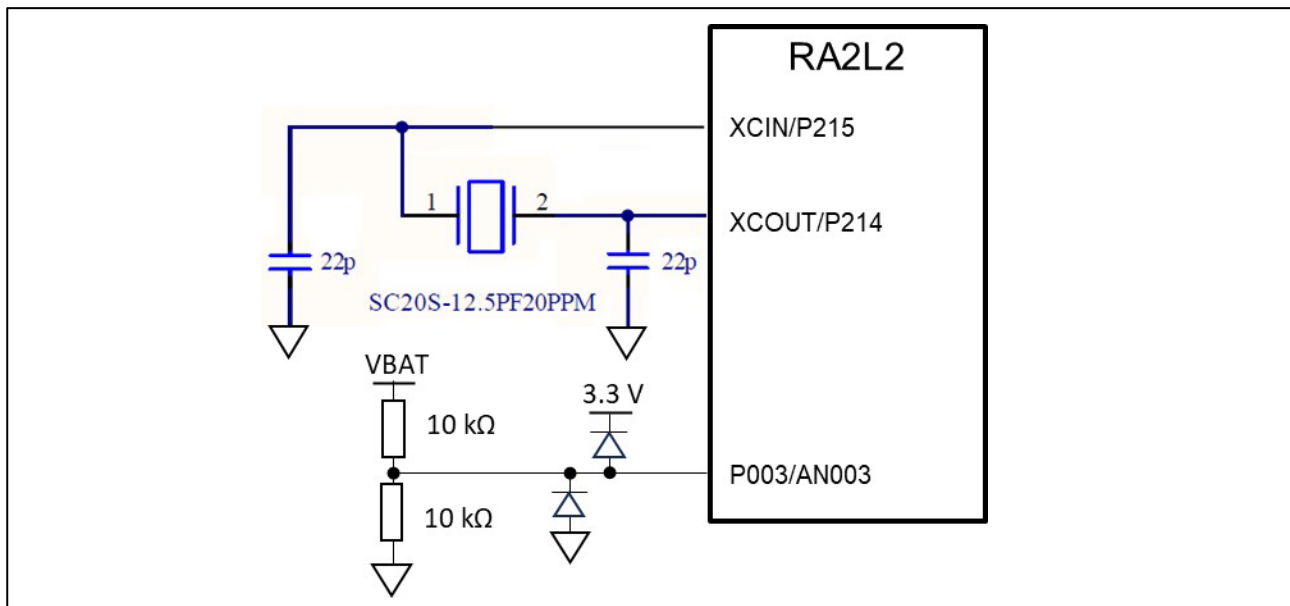 RA2L2
XCIN/P215
1
2
XCOUT/P214
22p
22p
SC20S-12.5PF20PPM
VBAT
3.3 V
10 kΩ
P003/AN003
10 kΩ